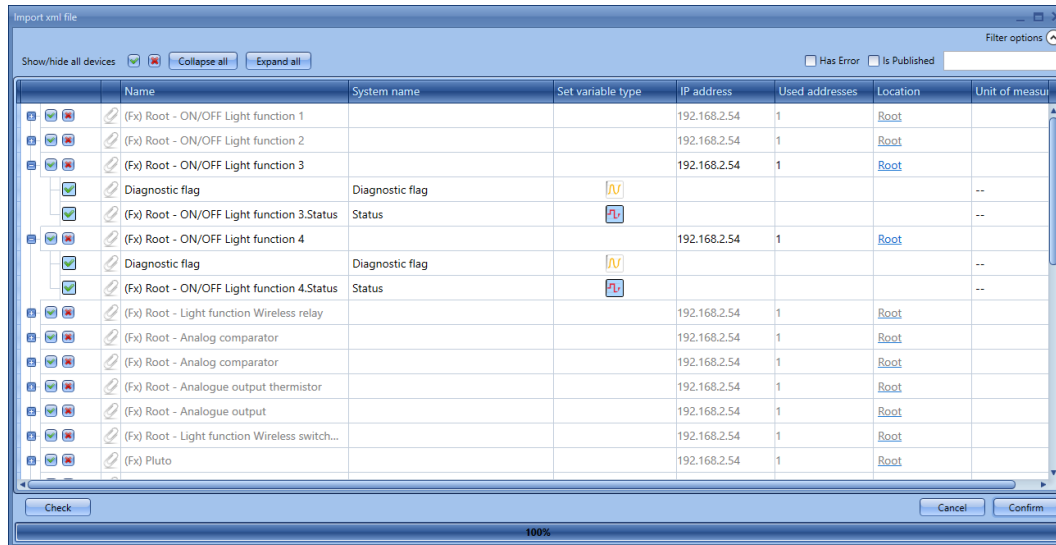 Import xml file
Filter options
Show/hide all devices Collapse all Expand all Has Error Is Published
Name System name Set variable type IP address Used addresses Location Unit of measur
(Fx) Root - ON/OFF Light function 1 192.168.2.54 1 Root
(Fx) Root - ON/OFF Light function 2 192.168.2.54 1 Root
(Fx) Root - ON/OFF Light function 3 192.168.2.54 1 Root
Diagnostic flag Diagnostic flag --
(Fx) Root - ON/OFF Light function 3.Status Status --
(Fx) Root - ON/OFF Light function 4 192.168.2.54 1 Root
Diagnostic flag Diagnostic flag --
(Fx) Root - ON/OFF Light function 4.Status Status --
(Fx) Root - Light function Wireless relay 192.168.2.54 1 Root
(Fx) Root - Analog comparator 192.168.2.54 1 Root
(Fx) Root - Analog comparator 192.168.2.54 1 Root
(Fx) Root - Analogue output thermistor 192.168.2.54 1 Root
(Fx) Root - Analogue output 192.168.2.54 1 Root
(Fx) Root - Light function Wireless switch... 192.168.2.54 1 Root
(Fx) Pluto 192.168.2.54 1 Root
Check Cancel Confirm
100%